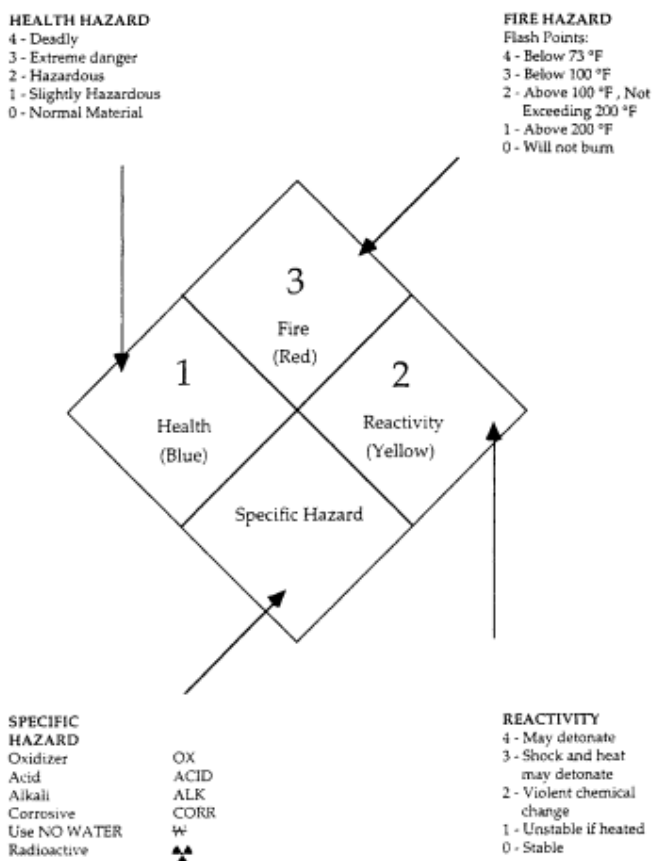 HEALTH HAZARD
4 - Deadly
3 - Extreme danger
2 - Hazardous
1 - Slightly Hazardous
0 - Normal Material
FIRE HAZARD
Flash Points:
4 - Below 73 °F
3 - Below 100 °F
2 - Above 100 °F , Not
Exceeding 200 °F
1 - Above 200 °F
0 - Will not burn
3
Fire
(Red)
1
Health
(Blue)
2
Reactivity
(Yellow)
Specific Hazard
SPECIFIC
HAZARD
Oxidizer OX
Acid ACID
Alkali ALK
Corrosive CORR
Use NO WATER W̶
Radioactive ☢
REACTIVITY
4 - May detonate
3 - Shock and heat
may detonate
2 - Violent chemical
change
1 - Unstable if heated
0 - Stable